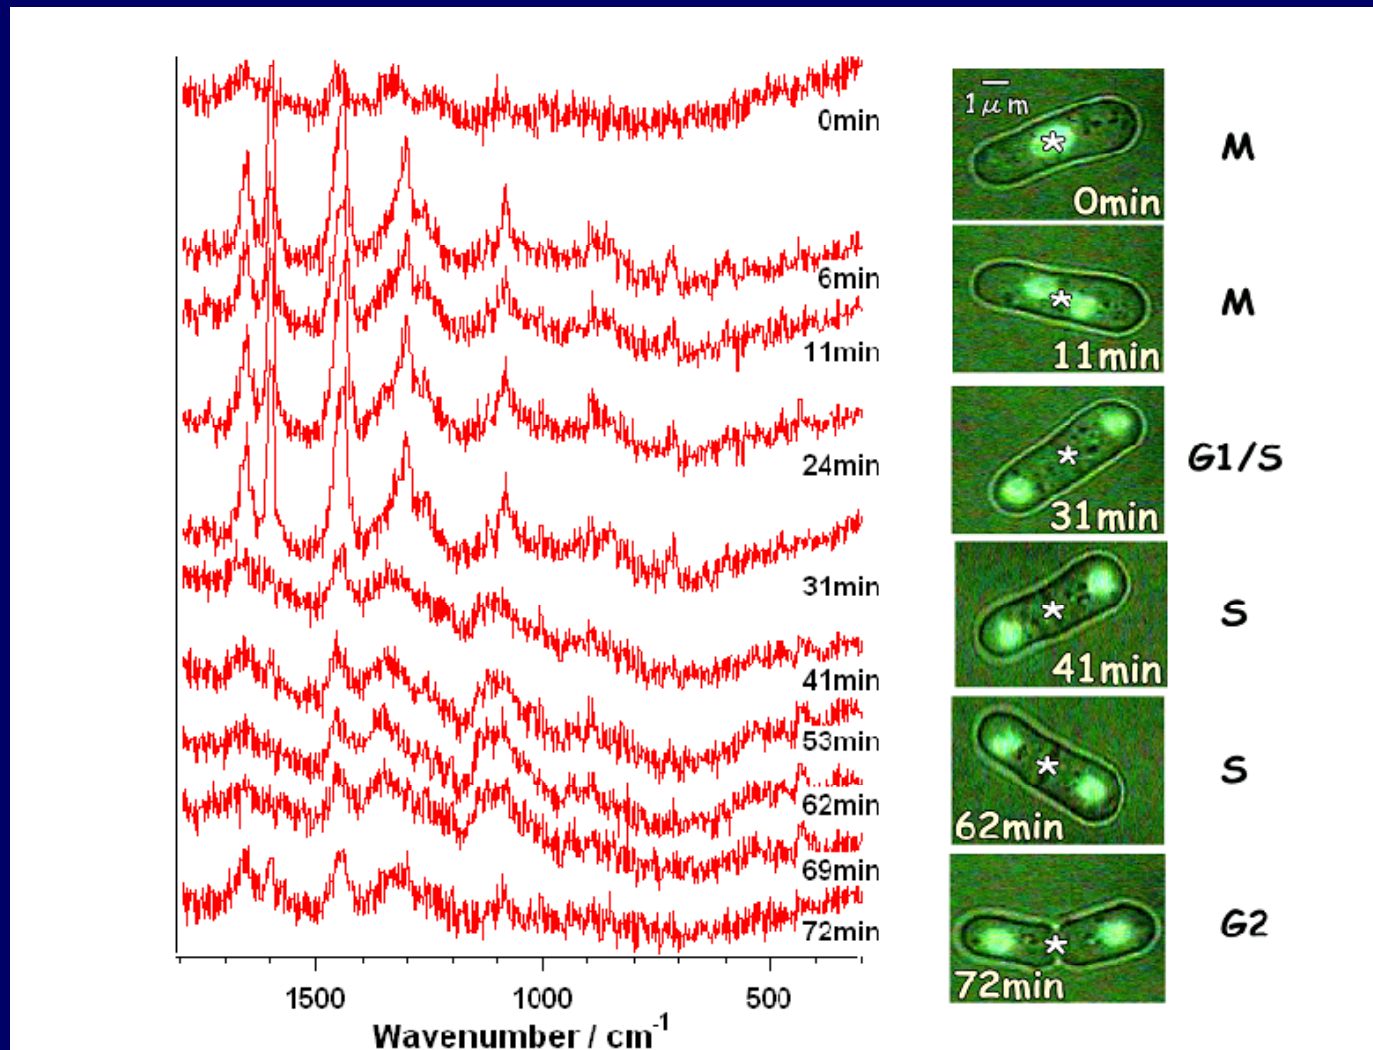 0min
6min
11min
24min
31min
41min
53min
62min
69min
72min
1500 1000 500
Wavenumber / cm⁻¹
1μm
*
0min
M
*
11min
M
*
31min
G1/S
*
41min
S
*
62min
S
*
72min
G2